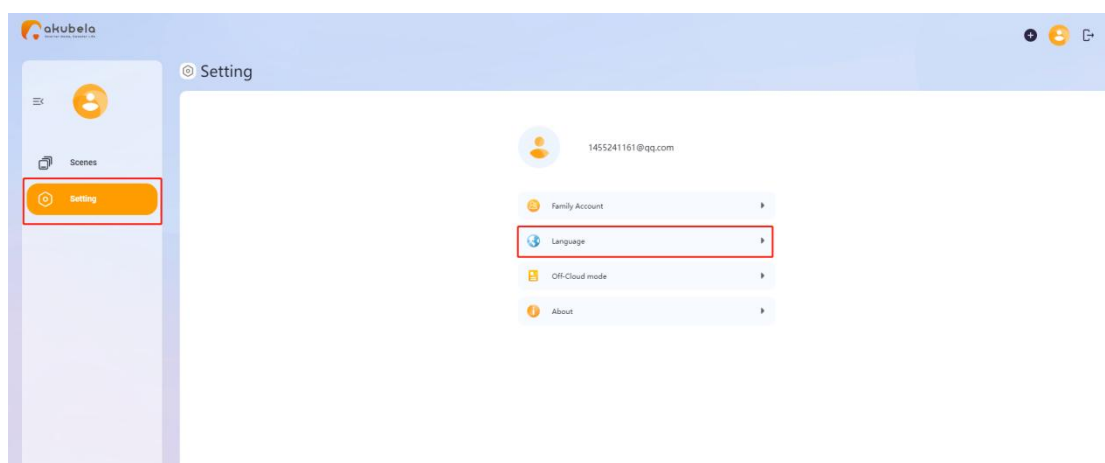 akubela
Setting
1455241161@qq.com
Scenes
Setting
Family Account
Language
Off-Cloud mode
About